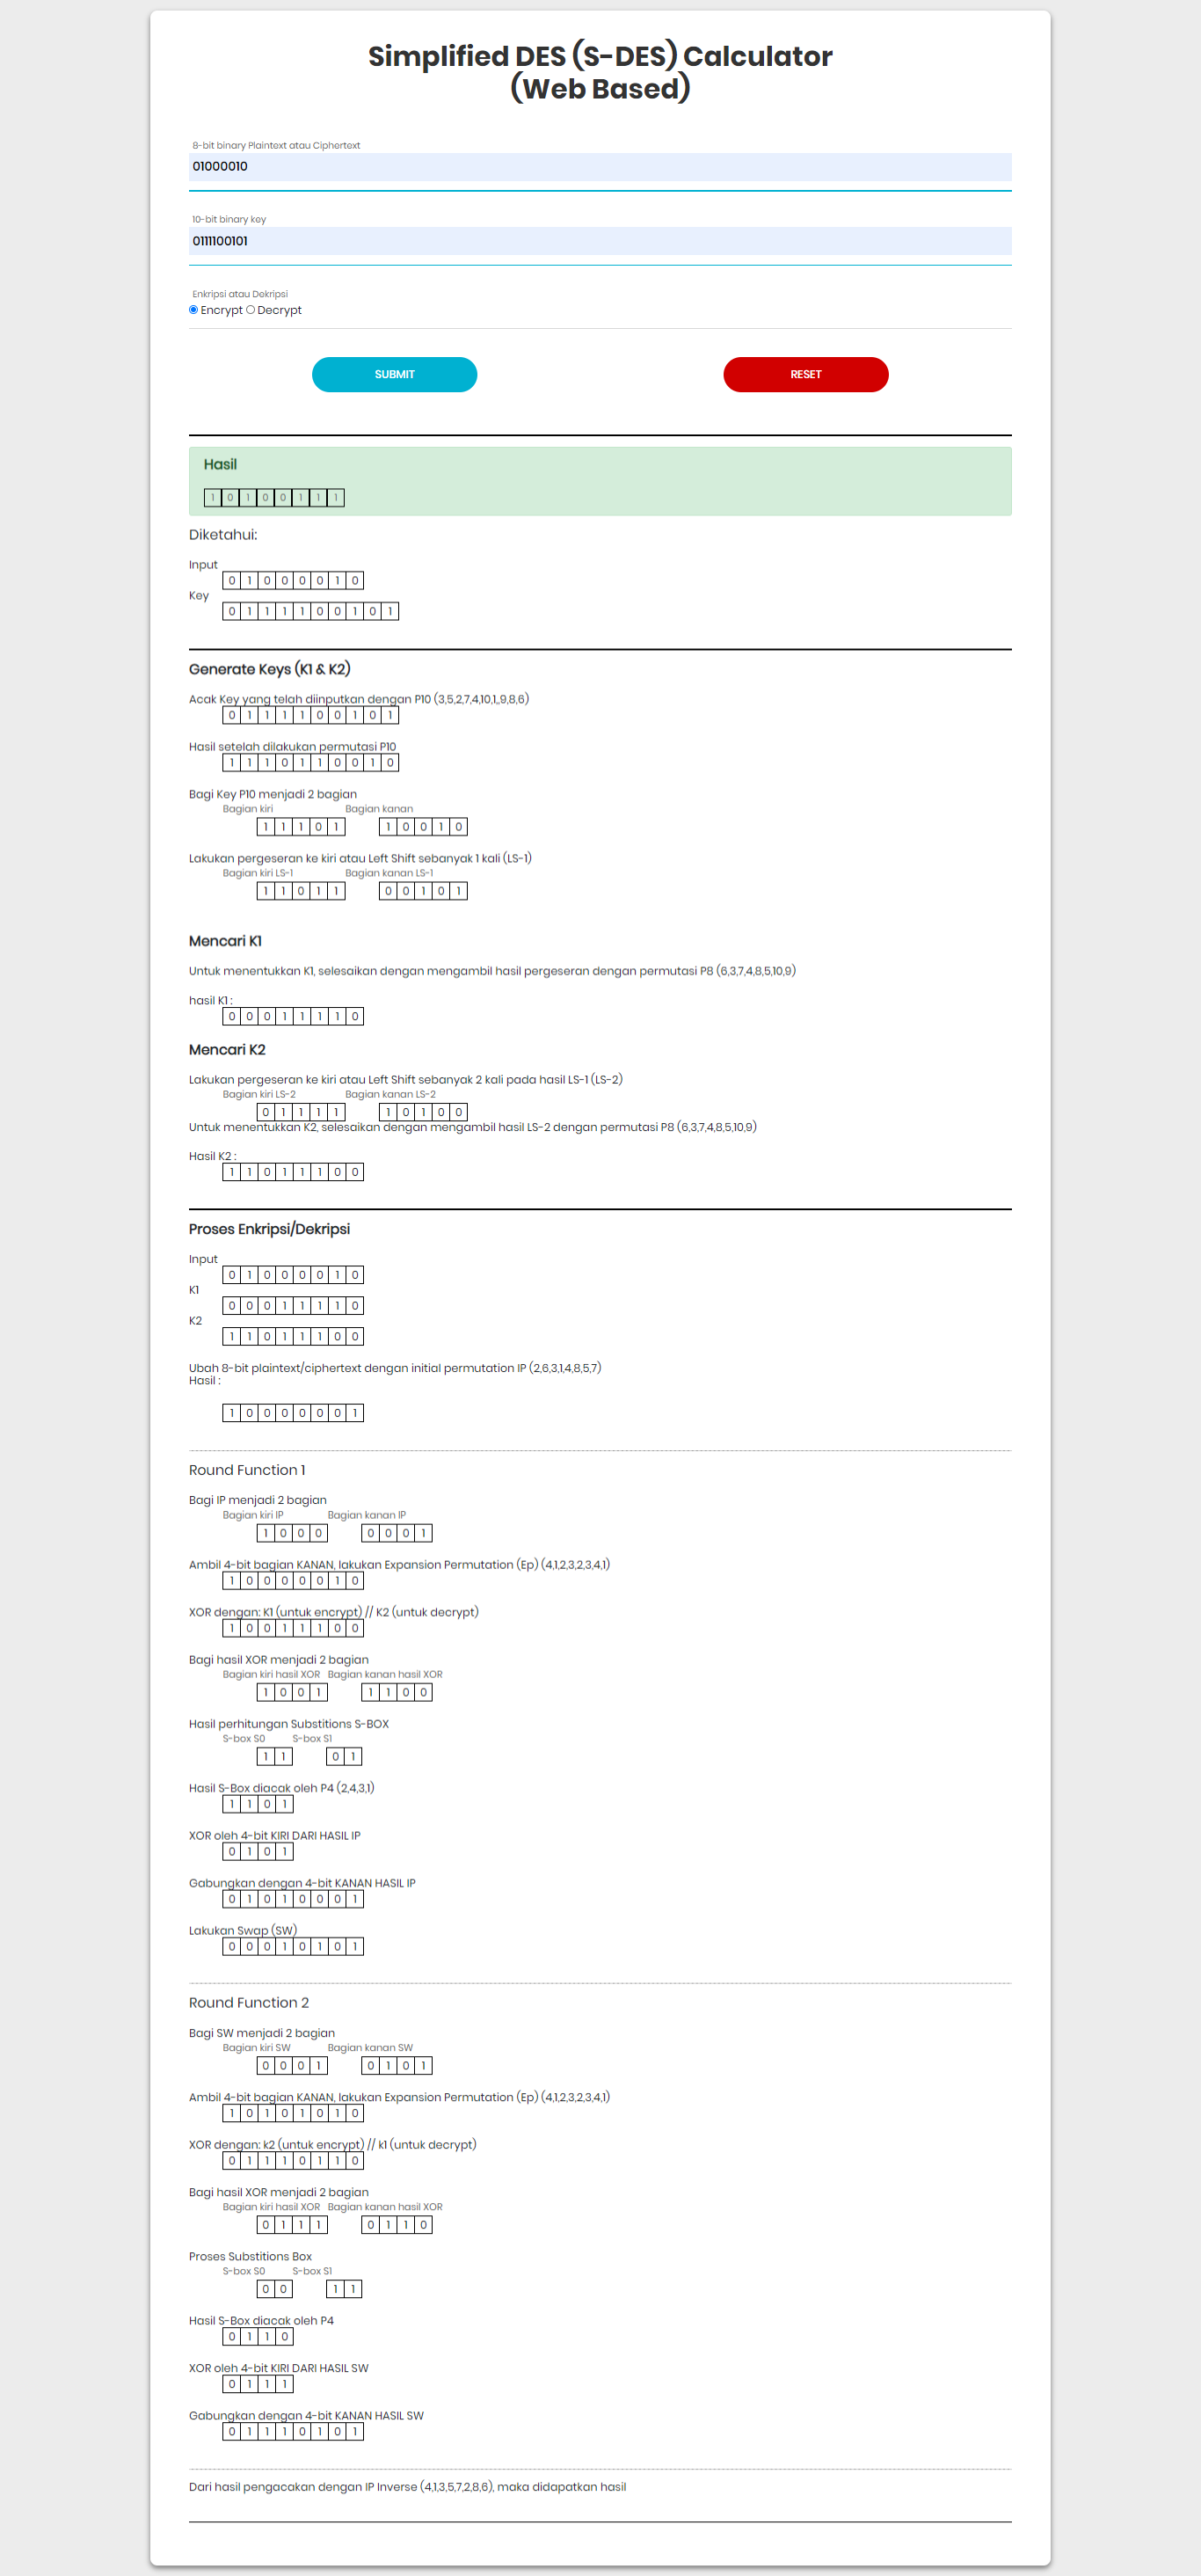 Simplified DES (S-DES) Calculator
(Web Based)
8-bit binary Plaintext atau Ciphertext
01000010
10-bit binary key
0111100101
Enkripsi atau Dekripsi
Encrypt Decrypt
SUBMIT RESET
Hasil
1 0 1 0 0 1 1 1
Diketahui:
Input
0 1 0 0 0 0 1 0
Key
0 1 1 1 1 0 0 1 0 1
Generate Keys (K1 & K2)
Acak Key yang telah diinputkan dengan P10 (3,5,2,7,4,10,1,,9,8,6)
0 1 1 1 1 0 0 1 0 1
Hasil setelah dilakukan permutasi P10
1 1 1 0 1 1 0 0 1 0
Bagi Key P10 menjadi 2 bagian
Bagian kiri Bagian kanan
1 1 1 0 1 1 0 0 1 0
Lakukan pergeseran ke kiri atau Left Shift sebanyak 1 kali (LS-1)
Bagian kiri LS-1 Bagian kanan LS-1
1 1 0 1 1 0 0 1 0 1
Mencari K1
Untuk menentukkan K1, selesaikan dengan mengambil hasil pergeseran dengan permutasi P8 (6,3,7,4,8,5,10,9)
hasil K1 :
0 0 0 1 1 1 1 0
Mencari K2
Lakukan pergeseran ke kiri atau Left Shift sebanyak 2 kali pada hasil LS-1 (LS-2)
Bagian kiri LS-2 Bagian kanan LS-2
0 1 1 1 1 1 0 1 0 0
Untuk menentukkan K2, selesaikan dengan mengambil hasil LS-2 dengan permutasi P8 (6,3,7,4,8,5,10,9)
Hasil K2 :
1 1 0 1 1 1 0 0
Proses Enkripsi/Dekripsi
Input
0 1 0 0 0 0 1 0
K1
0 0 0 1 1 1 1 0
K2
1 1 0 1 1 1 0 0
Ubah 8-bit plaintext/ciphertext dengan initial permutation IP (2,6,3,1,4,8,5,7)
Hasil :
1 0 0 0 0 0 0 1
Round Function 1
Bagi IP menjadi 2 bagian
Bagian kiri IP Bagian kanan IP
1 0 0 0 0 0 0 1
Ambil 4-bit bagian KANAN, lakukan Expansion Permutation (Ep) (4,1,2,3,2,3,4,1)
1 0 0 0 0 0 1 0
XOR dengan: K1 (untuk encrypt) // K2 (untuk decrypt)
1 0 0 1 1 1 0 0
Bagi hasil XOR menjadi 2 bagian
Bagian kiri hasil XOR Bagian kanan hasil XOR
1 0 0 1 1 1 0 0
Hasil perhitungan Substitions S-BOX
S-box S0 S-box S1
1 1 0 1
Hasil S-Box diacak oleh P4 (2,4,3,1)
1 1 0 1
XOR oleh 4-bit KIRI DARI HASIL IP
0 1 0 1
Gabungkan dengan 4-bit KANAN HASIL IP
0 1 0 1 0 0 0 1
Lakukan Swap (SW)
0 0 0 1 0 1 0 1
Round Function 2
Bagi SW menjadi 2 bagian
Bagian kiri SW Bagian kanan SW
0 0 0 1 0 1 0 1
Ambil 4-bit bagian KANAN, lakukan Expansion Permutation (Ep) (4,1,2,3,2,3,4,1)
1 0 1 0 1 0 1 0
XOR dengan: k2 (untuk encrypt) // k1 (untuk decrypt)
0 1 1 1 0 1 1 0
Bagi hasil XOR menjadi 2 bagian
Bagian kiri hasil XOR Bagian kanan hasil XOR
0 1 1 1 0 1 1 0
Proses Substitions Box
S-box S0 S-box S1
0 0 1 1
Hasil S-Box diacak oleh P4
0 1 1 0
XOR oleh 4-bit KIRI DARI HASIL SW
0 1 1 1
Gabungkan dengan 4-bit KANAN HASIL SW
0 1 1 1 0 1 0 1
Dari hasil pengacakan dengan IP Inverse (4,1,3,5,7,2,8,6), maka didapatkan hasil